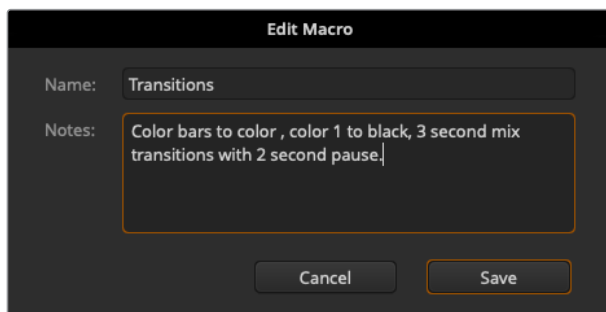 Edit Macro
Name: Transitions
Notes: Color bars to color , color 1 to black, 3 second mix
transitions with 2 second pause.
Cancel Save